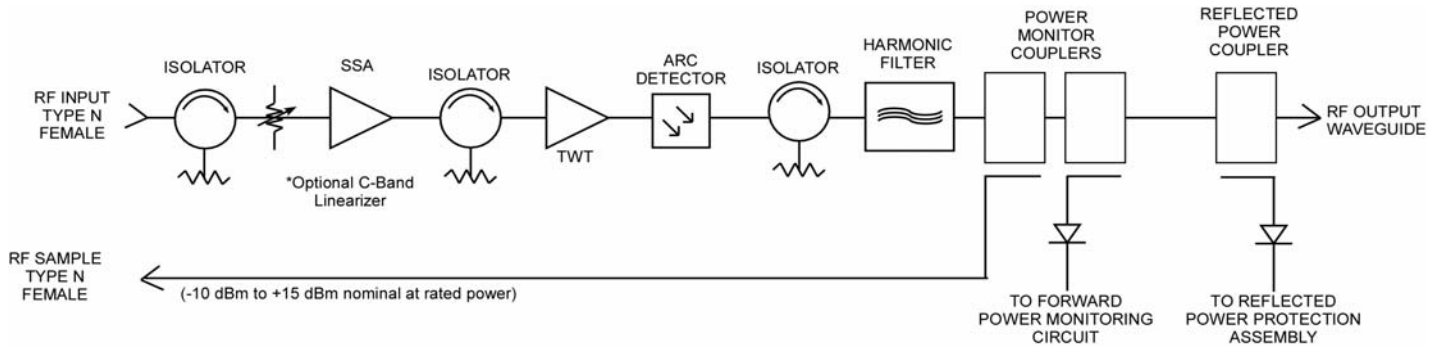 POWER
MONITOR
COUPLERS
REFLECTED
POWER
COUPLER
ISOLATOR
SSA
ISOLATOR
ARC
DETECTOR
ISOLATOR
HARMONIC
FILTER
RF INPUT
TYPE N
FEMALE
TWT
RF OUTPUT
WAVEGUIDE
*Optional C-Band
Linearizer
RF SAMPLE
TYPE N
FEMALE
(-10 dBm to +15 dBm nominal at rated power)
TO FORWARD
POWER MONITORING
CIRCUIT
TO REFLECTED
POWER PROTECTION
ASSEMBLY